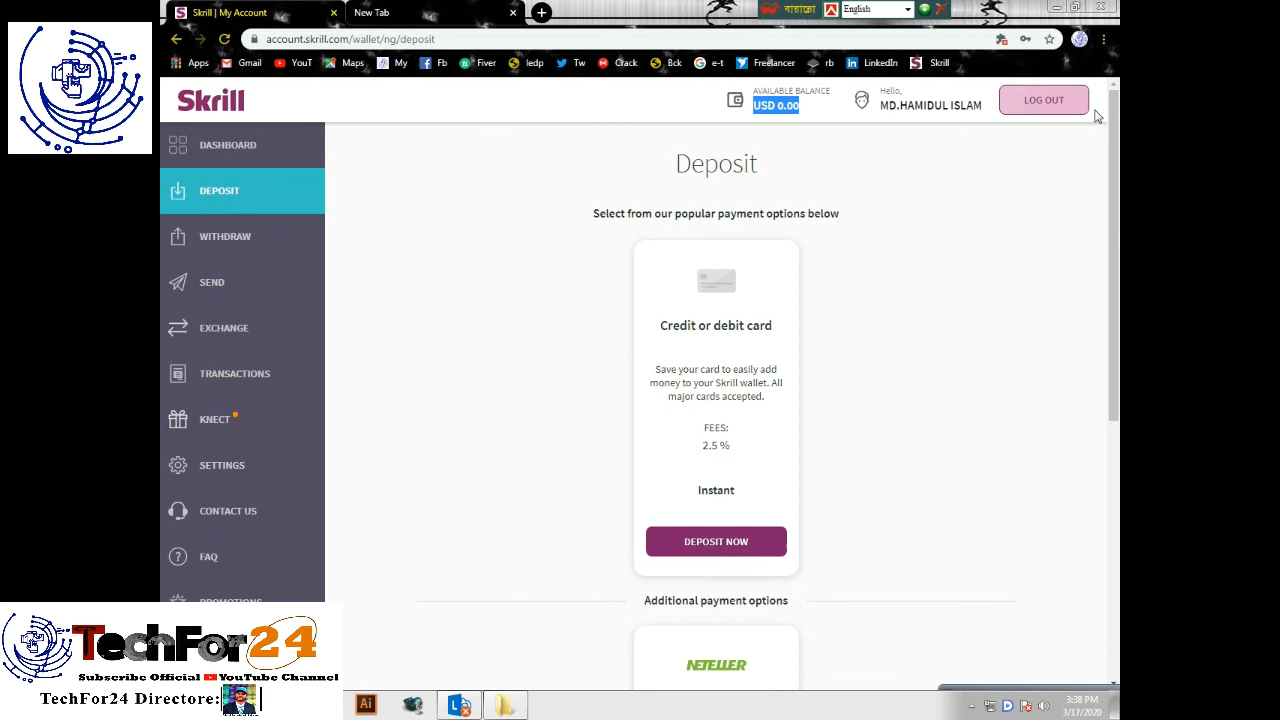 Skrill | My Account
New Tab
বায়ান্নো
English
account.skrill.com/wallet/ng/deposit
Apps
Gmail
YouT
Maps
My
Fb
Fiver
ledp
Tw
Crack
Bck
e-t
Freelancer
rb
LinkedIn
Skrill
Skrill
AVAILABLE BALANCE
USD 0.00
Hello,
MD.HAMIDUL ISLAM
LOG OUT
DASHBOARD
DEPOSIT
WITHDRAW
SEND
EXCHANGE
TRANSACTIONS
KNECT
SETTINGS
CONTACT US
FAQ
PROMOTIONS
Deposit
Select from our popular payment options below
Credit or debit card
Save your card to easily add
money to your Skrill wallet. All
major cards accepted.
FEES:
2.5 %
Instant
DEPOSIT NOW
Additional payment options
NETELLER
TechFor24
Subscribe Official YouTube Channel
TechFor24 Directore:
Ai
3:38 PM
3/17/2020